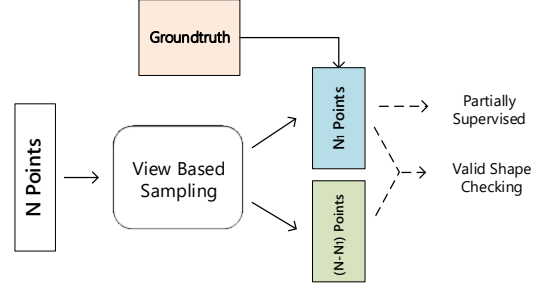 Groundtruth
N Points
View Based
Sampling
N₁ Points
(N-N₁) Points
Partially
Supervised
Valid Shape
Checking